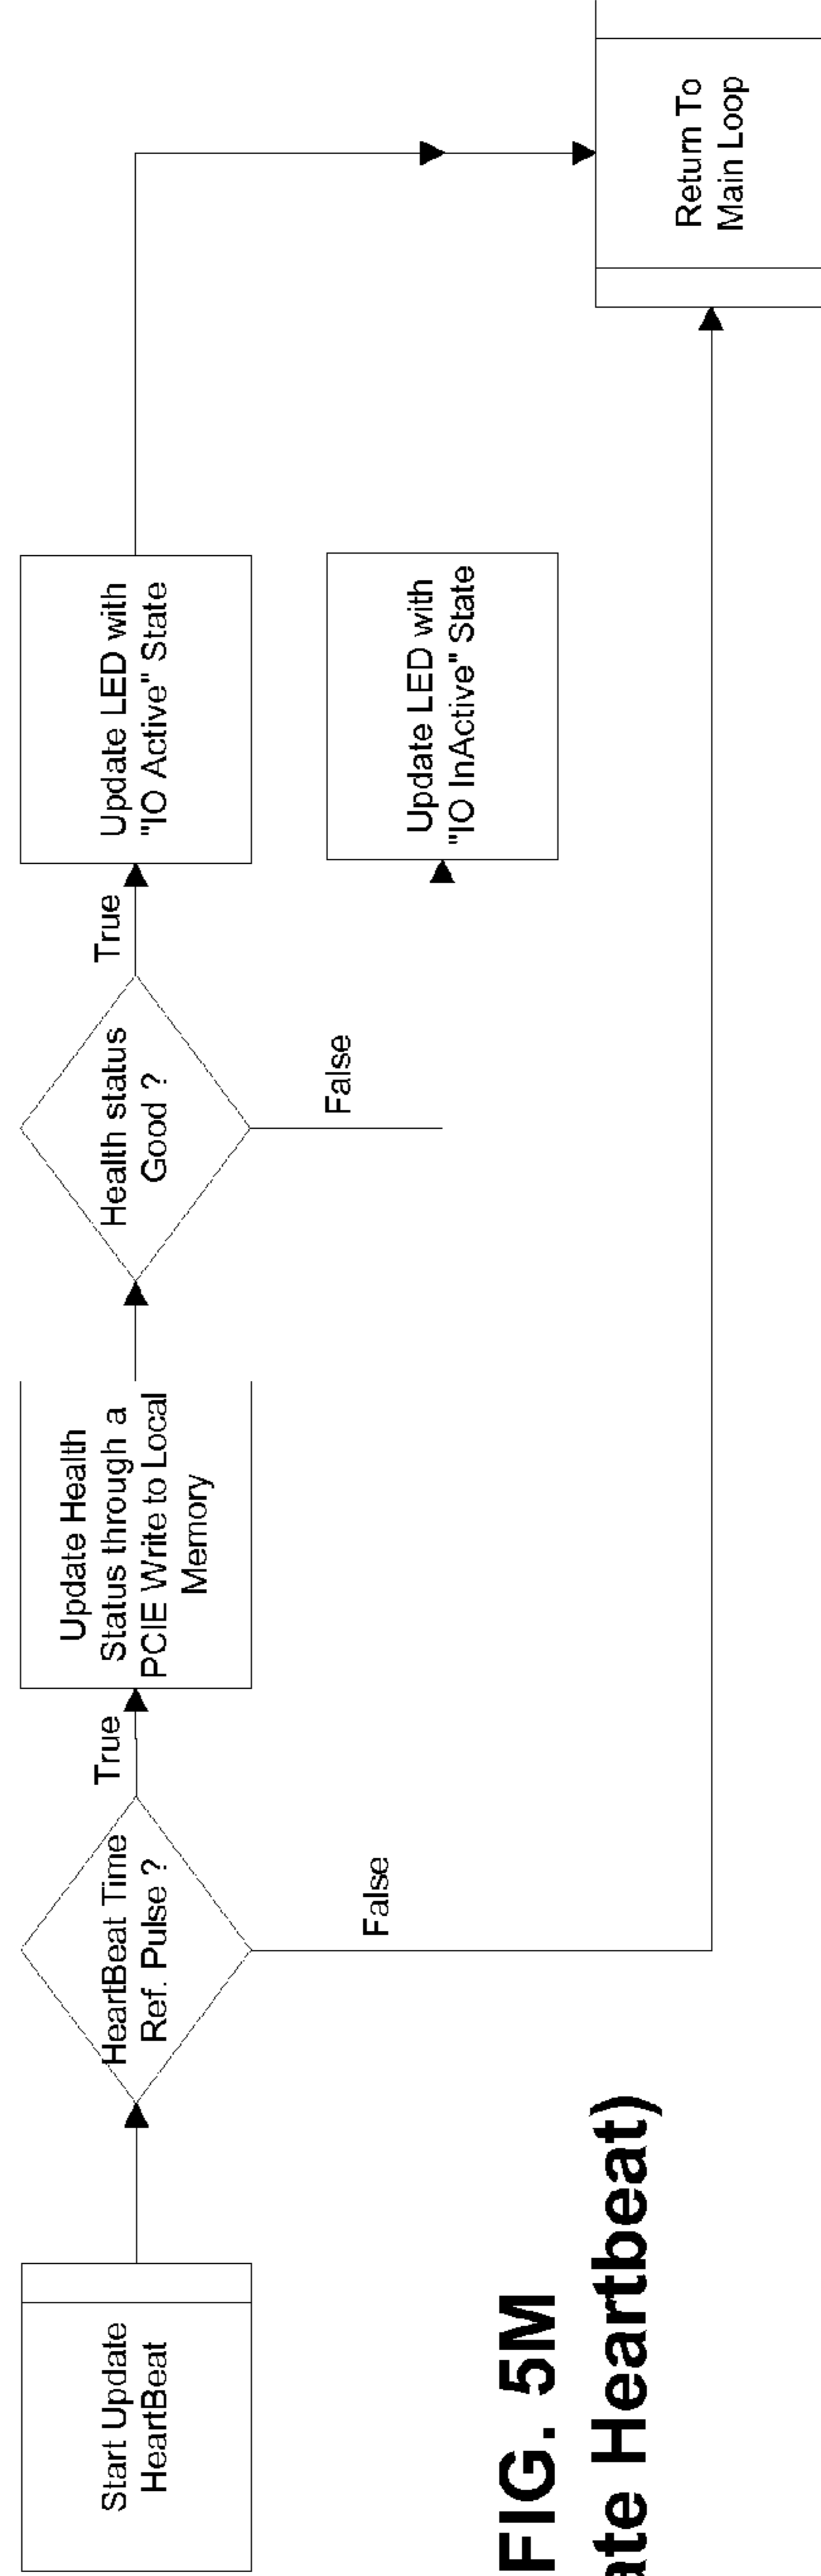 Start Update
HeartBeat
HeartBeat Time
Ref. Pulse ?
True
False
Update Health
Status through a
PCIE Write to Local
Memory
Health status
Good ?
True
False
Update LED with
"IO Active" State
Update LED with
"IO InActive" State
Return To
Main Loop
FIG. 5M
ate Heartbeat)